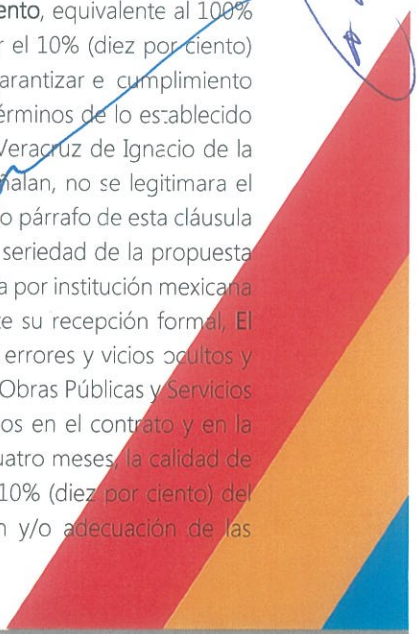 ento, equivalente al 100%
r el 10% (diez por ciento)
arantizar e cumplimiento
érminos de lo establecido
Veracruz de Ignacio de la
ñalan, no se legitimara el
o párrafo de esta cláusula
seriedad de la propuesta
a por institución mexicana
te su recepción formal, El
errores y vicios ocultos y
Obras Públicas y Servicios
os en el contrato y en la
uatro meses, la calidad de
10% (diez por ciento) del
n y/o adecuación de las